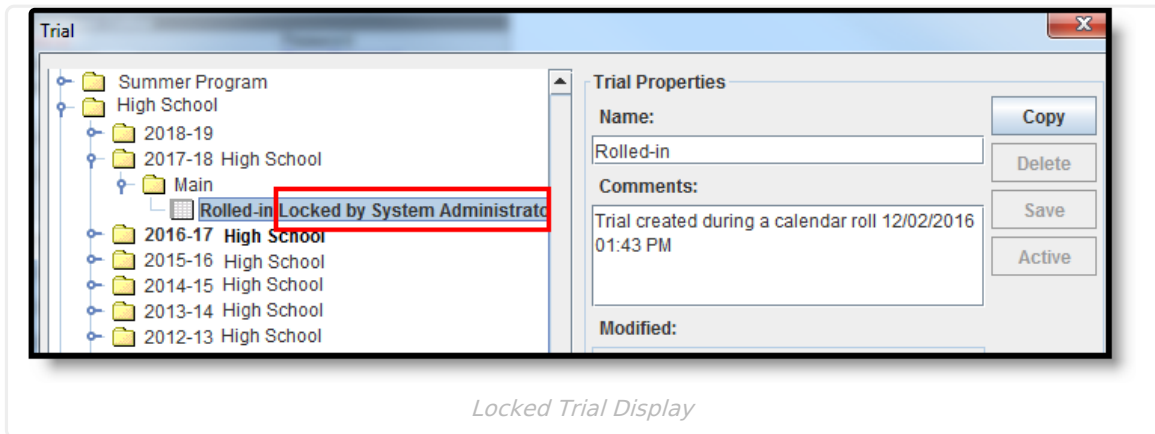 Trial
Summer Program
High School
2018-19
2017-18 High School
Main
Rolled-in Locked by System Administrato
2016-17 High School
2015-16 High School
2014-15 High School
2013-14 High School
2012-13 High School
Trial Properties
Name:
Rolled-in
Comments:
Trial created during a calendar roll 12/02/2016
01:43 PM
Modified:
Copy
Delete
Save
Active
Locked Trial Display